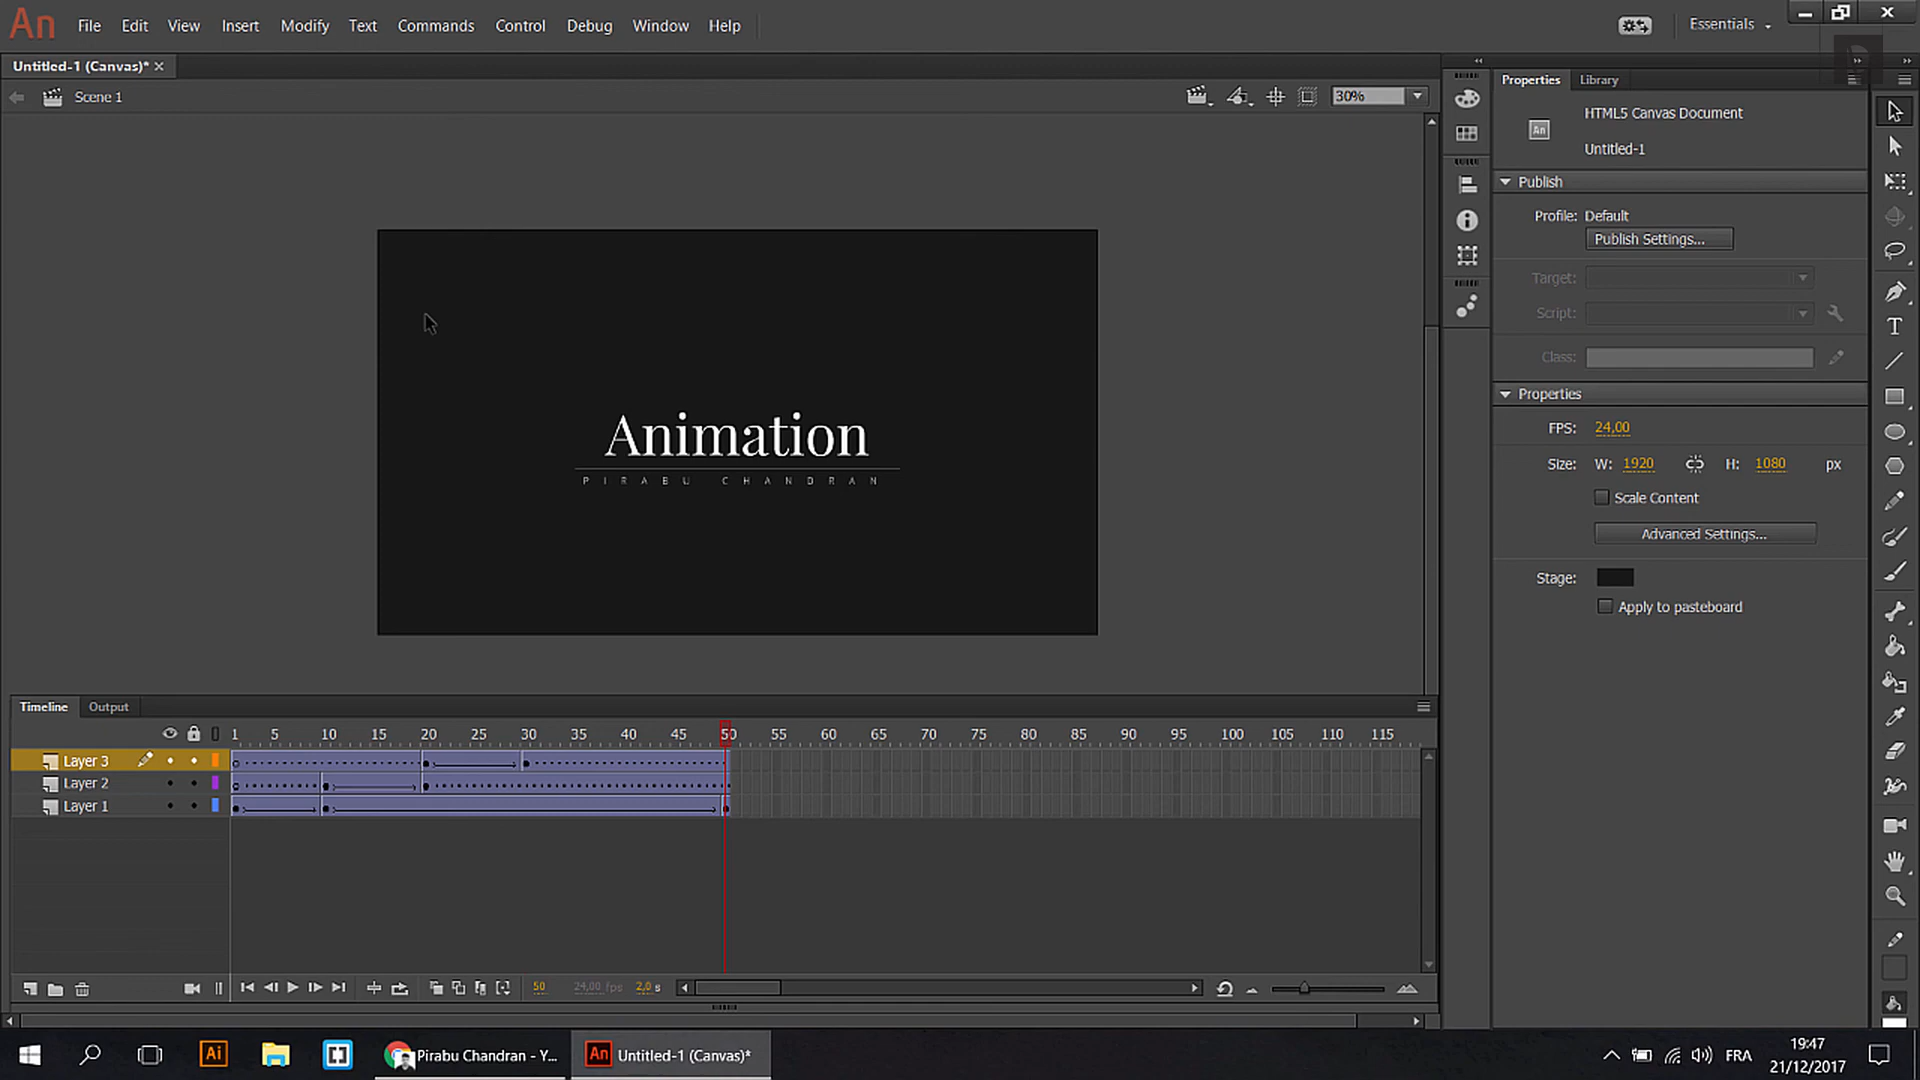 An File Edit View Insert Modify Text Commands Control Debug Window Help Essentials
Untitled-1 (Canvas)*
Scene 1 30%
Properties Library
An HTML5 Canvas Document
Untitled-1
Publish
Profile: Default
Publish Settings...
Target:
Script:
Class:
Properties
FPS: 24,00
Size: W: 1920 H: 1080 px
Scale Content
Advanced Settings...
Stage:
Apply to pasteboard
Animation
PIRABU CHANDRAN
Timeline Output
1 5 10 15 20 25 30 35 40 45 50 55 60 65 70 75 80 85 90 95 100 105 110 115
Layer 3
Layer 2
Layer 1
50 24,00 fps 2,0 s
Ai Pirabu Chandran - Y... An Untitled-1 (Canvas)* FRA 19:47
21/12/2017